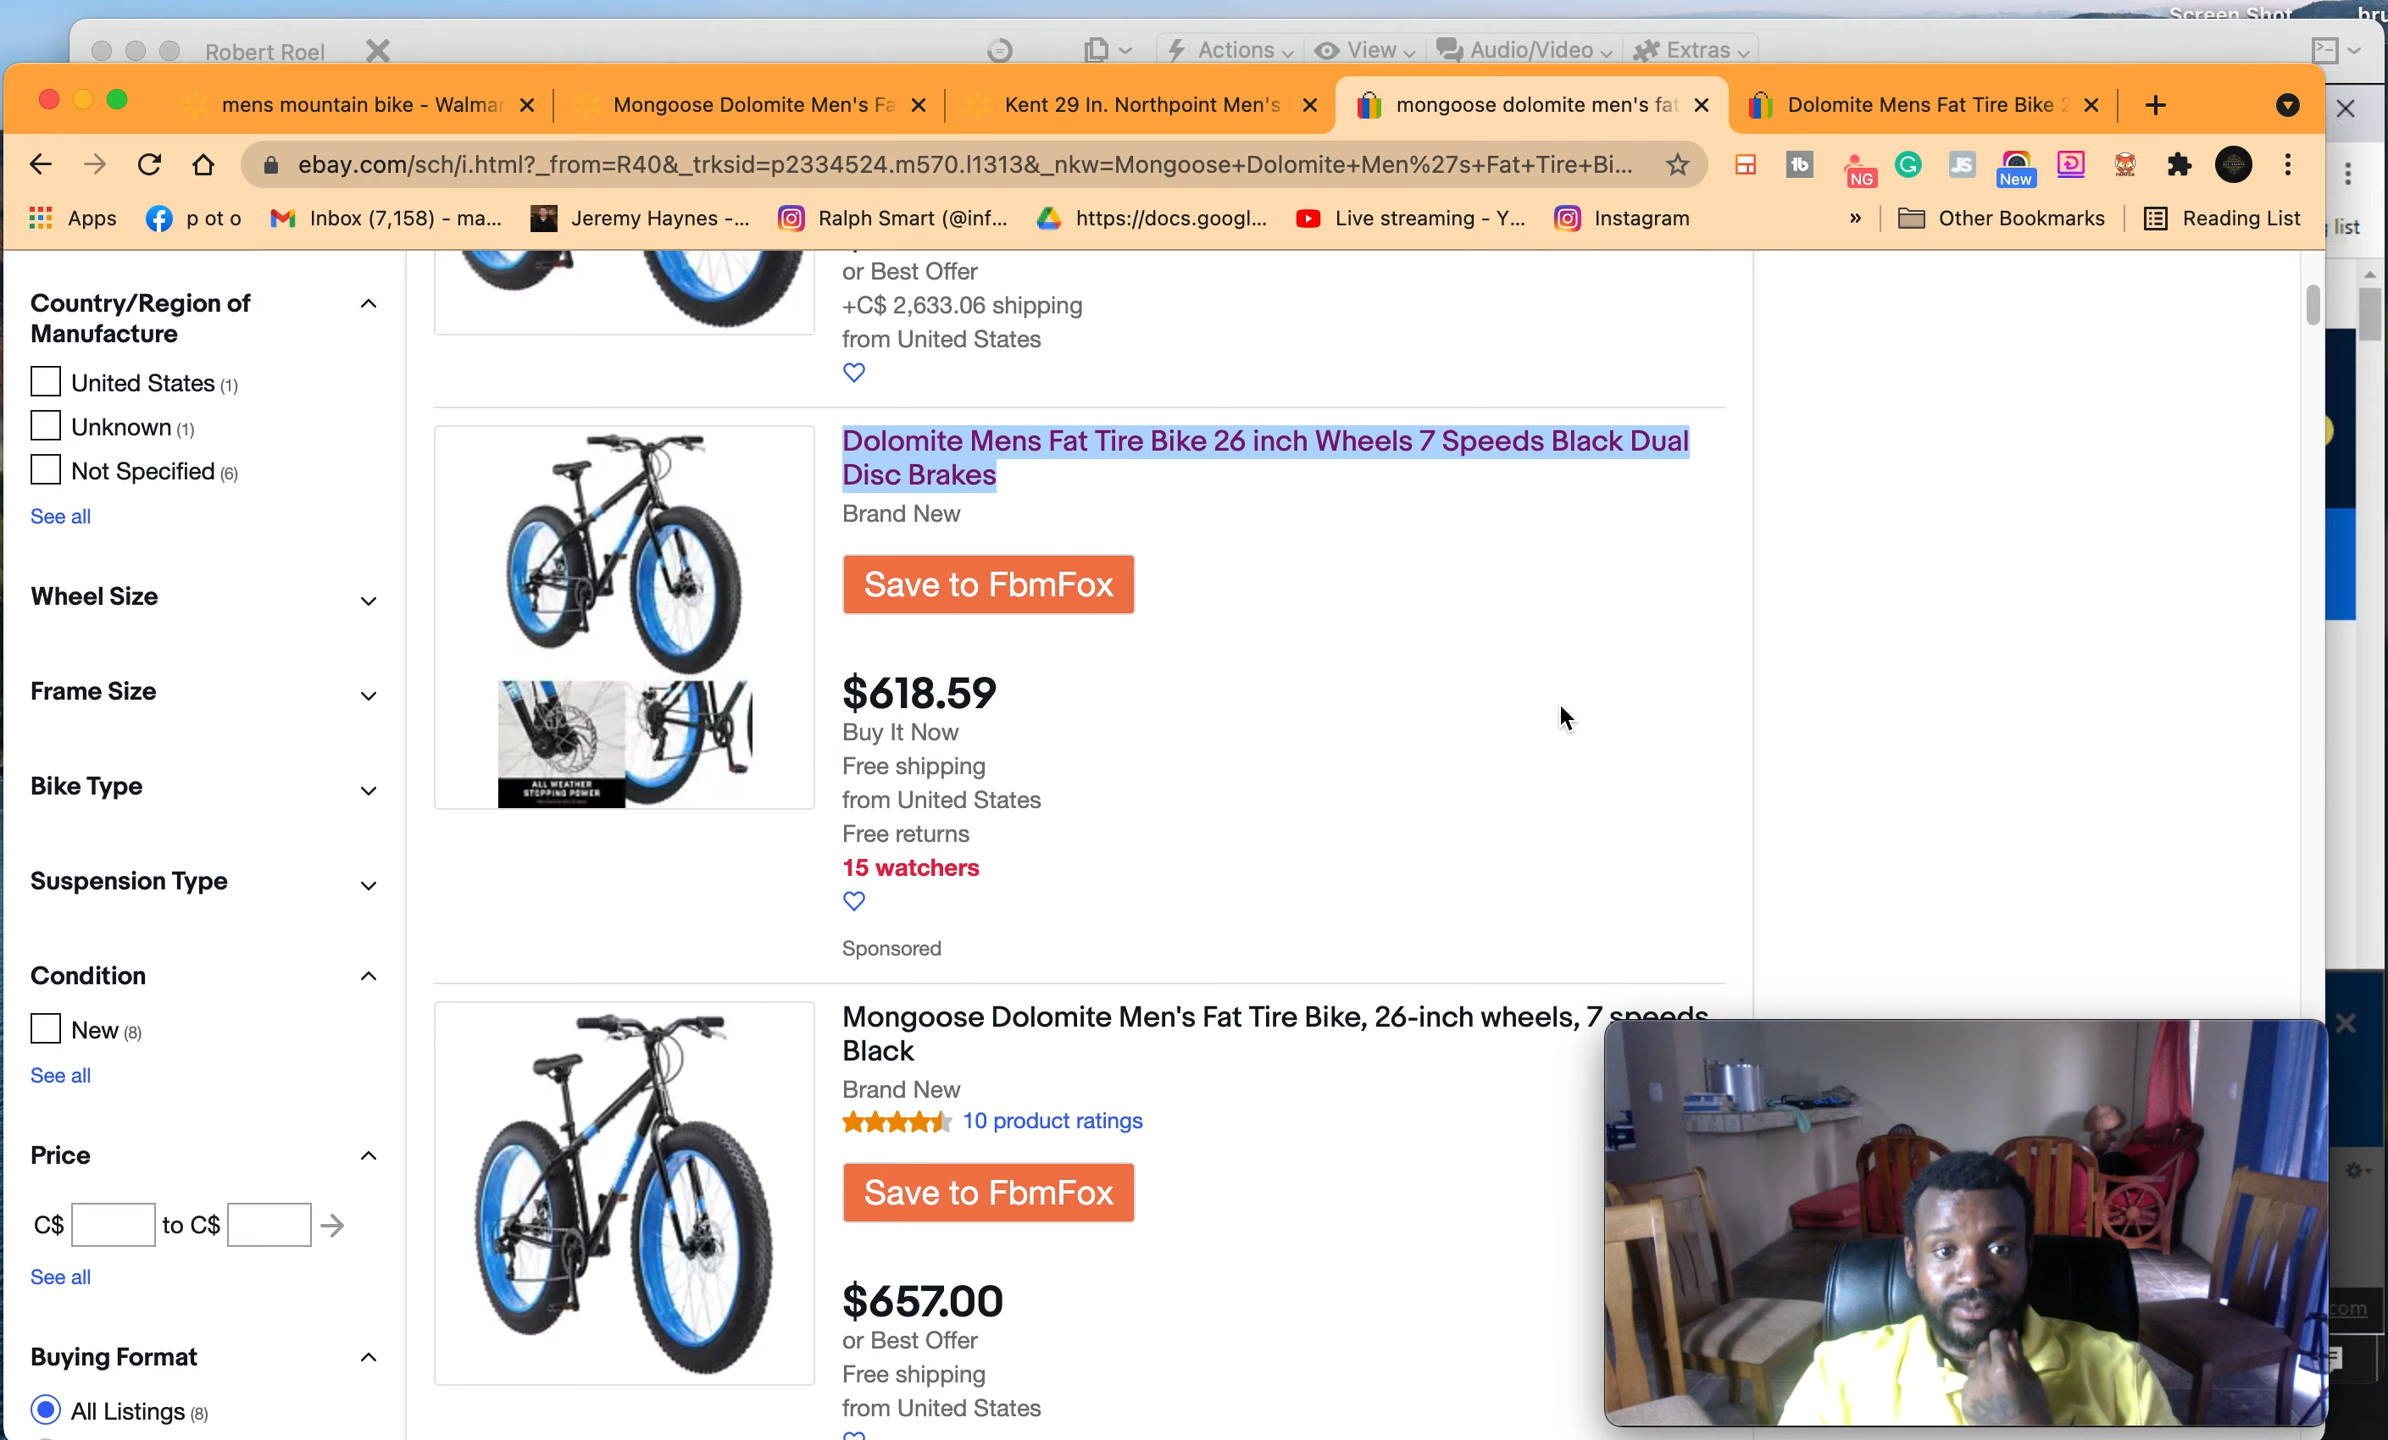 Screen Shot
Robert Roel
Actions
View
Audio/Video
Extras
mens mountain bike - Walmar
Mongoose Dolomite Men's Fa
Kent 29 In. Northpoint Men's
mongoose dolomite men's fat
Dolomite Mens Fat Tire Bike 2
ebay.com/sch/i.html?_from=R40&_trksid=p2334524.m570.l1313&_nkw=Mongoose+Dolomite+Men%27s+Fat+Tire+Bi...
NG
JS
New
Apps
p ot o
Inbox (7,158) - ma...
Jeremy Haynes -...
Ralph Smart (@inf...
https://docs.googl...
Live streaming - Y...
Instagram
»
Other Bookmarks
Reading List
list
Country/Region of
Manufacture
United States (1)
Unknown (1)
Not Specified (6)
See all
Wheel Size
Frame Size
Bike Type
Suspension Type
Condition
New (8)
See all
Price
C$ to C$
See all
Buying Format
All Listings (8)
or Best Offer
+C$ 2,633.06 shipping
from United States
Dolomite Mens Fat Tire Bike 26 inch Wheels 7 Speeds Black Dual
Disc Brakes
Brand New
Save to FbmFox
$618.59
Buy It Now
Free shipping
from United States
Free returns
15 watchers
Sponsored
ALL WEATHER
STOPPING POWER
Mongoose Dolomite Men's Fat Tire Bike, 26-inch wheels, 7 speeds
Black
Brand New
10 product ratings
Save to FbmFox
$657.00
or Best Offer
Free shipping
from United States
com